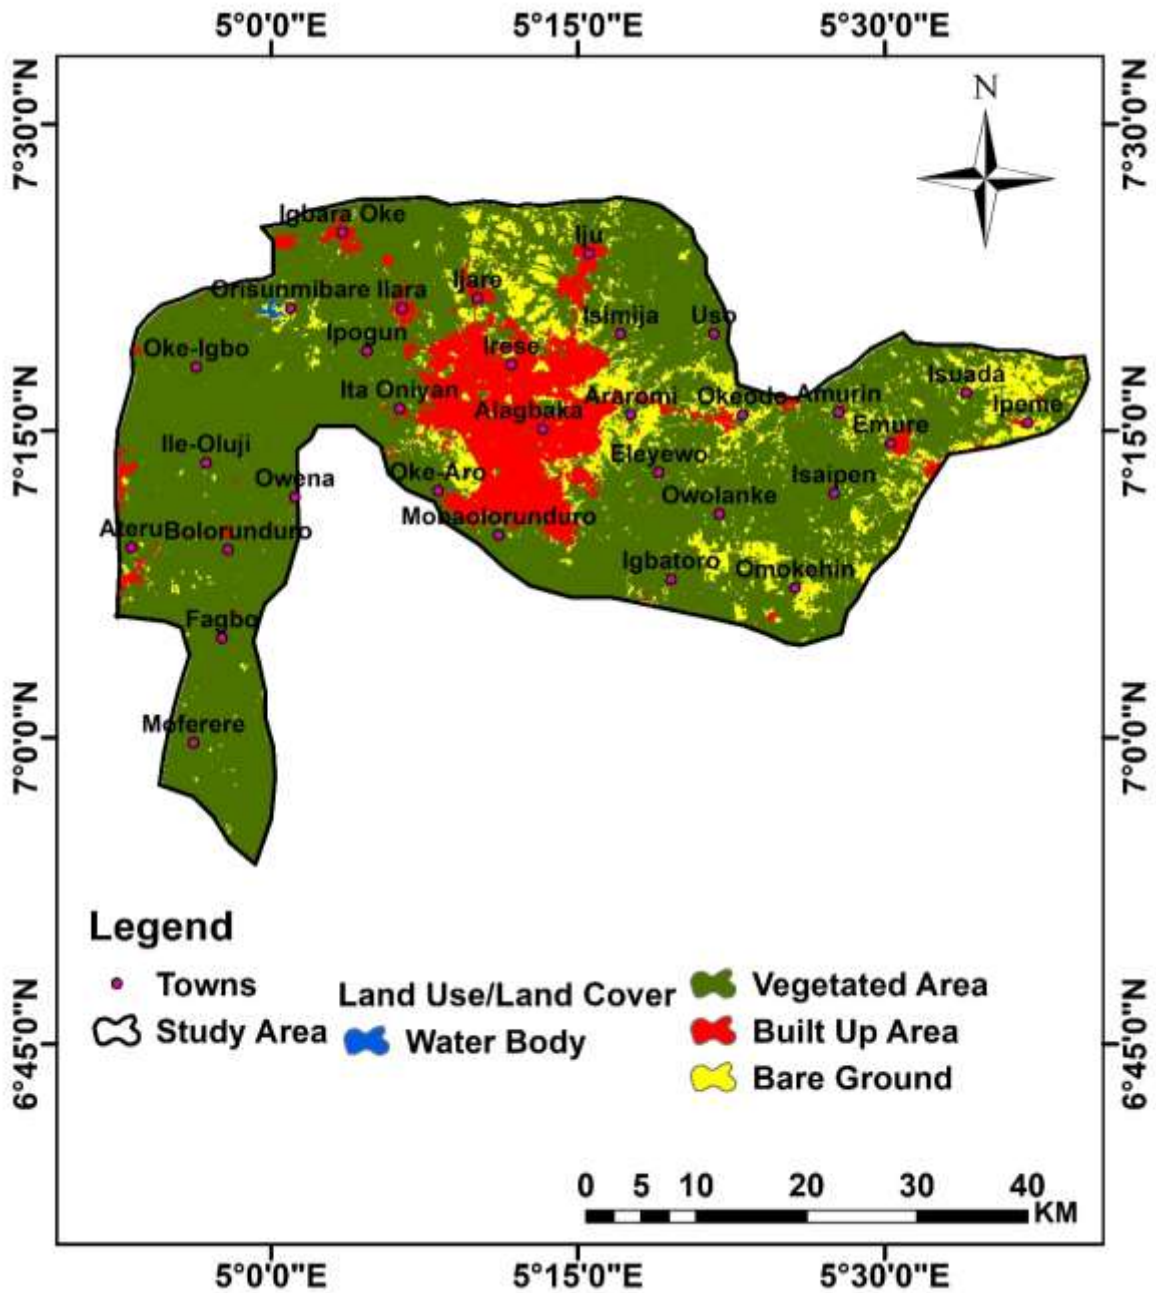 5°0'0"E 5°15'0"E 5°30'0"E
7°30'0"N 7°30'0"N
N
Igbara Oke
Iju
Orisunmibare Ilara Ijare
Ipogun Irese Isimija Uso
Oke-Igbo
Ita Oniyan Alagbaka Araromi Okeodo Amurin Isuada
Ipeme
Emure
7°15'0"N 7°15'0"N
Ile-Oluji Owena Oke-Aro Eleyewo Isaipen
Owolanke
Ateru Bolorunduro Mobaolorunduro
Igbatoro Omokehin
Fagbo
Moferere
7°0'0"N 7°0'0"N
Legend
Towns
Study Area
Land Use/Land Cover
Water Body
Vegetated Area
Built Up Area
Bare Ground
6°45'0"N 6°45'0"N
0 5 10 20 30 40
KM
5°0'0"E 5°15'0"E 5°30'0"E